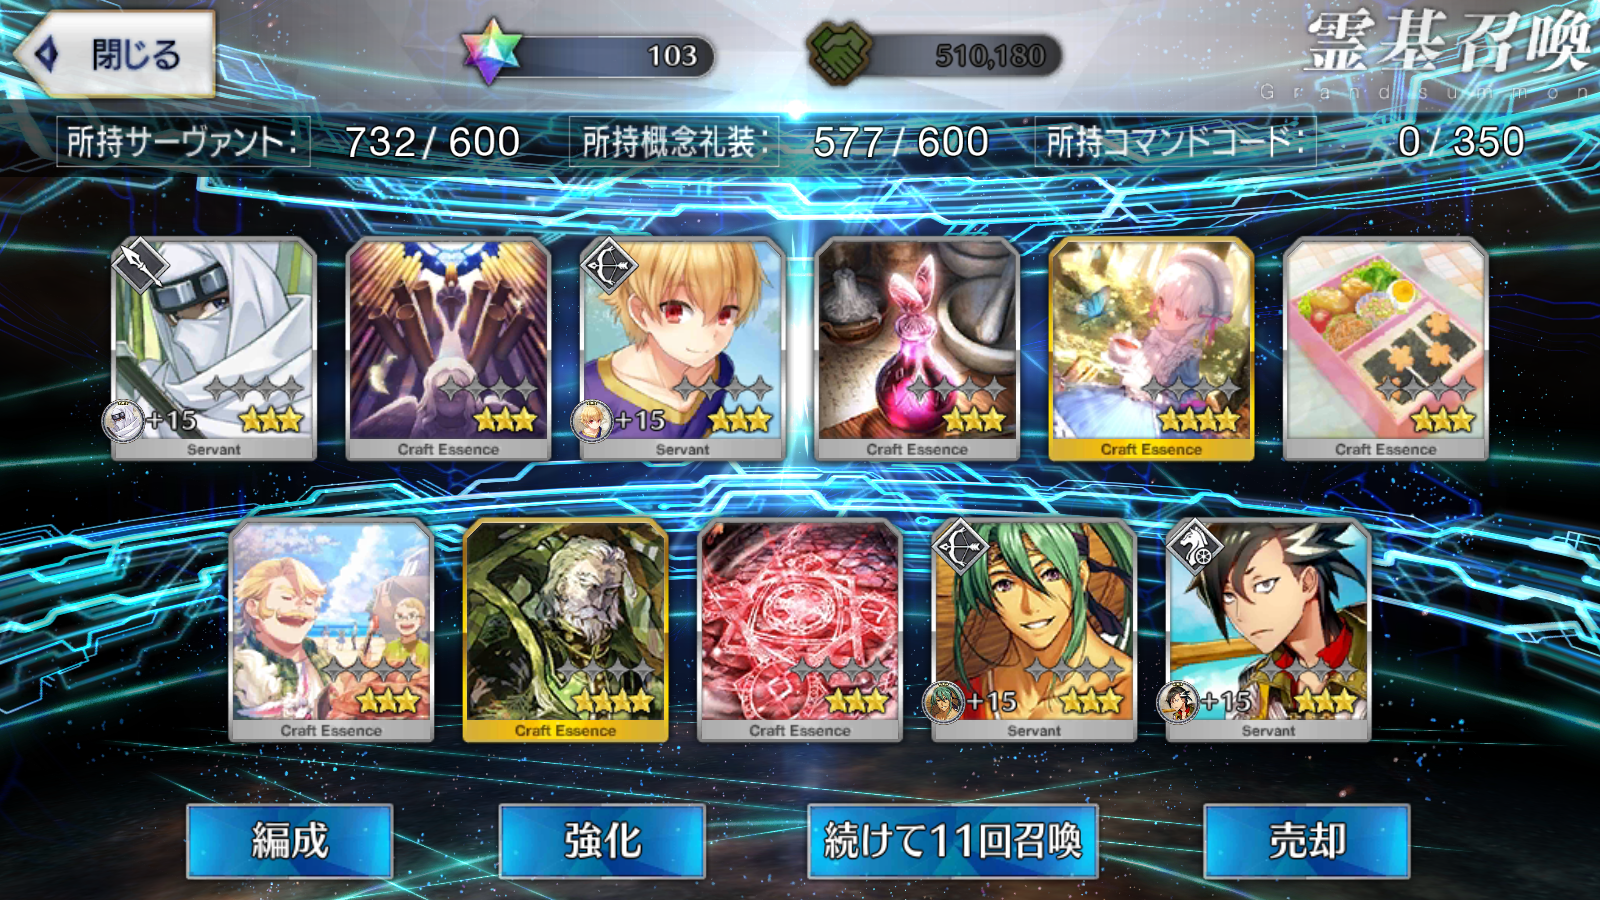 閉じる
103
510,180
霊基召喚
Grand summon
所持サーヴァント: 732 / 600
所持概念礼装: 577 / 600
所持コマンドコード: 0 / 350
+15
+15
Servant
Craft Essence
Servant
Craft Essence
Craft Essence
Craft Essence
+15
+15
Craft Essence
Craft Essence
Craft Essence
Servant
Servant
編成
強化
続けて11回召喚
売却